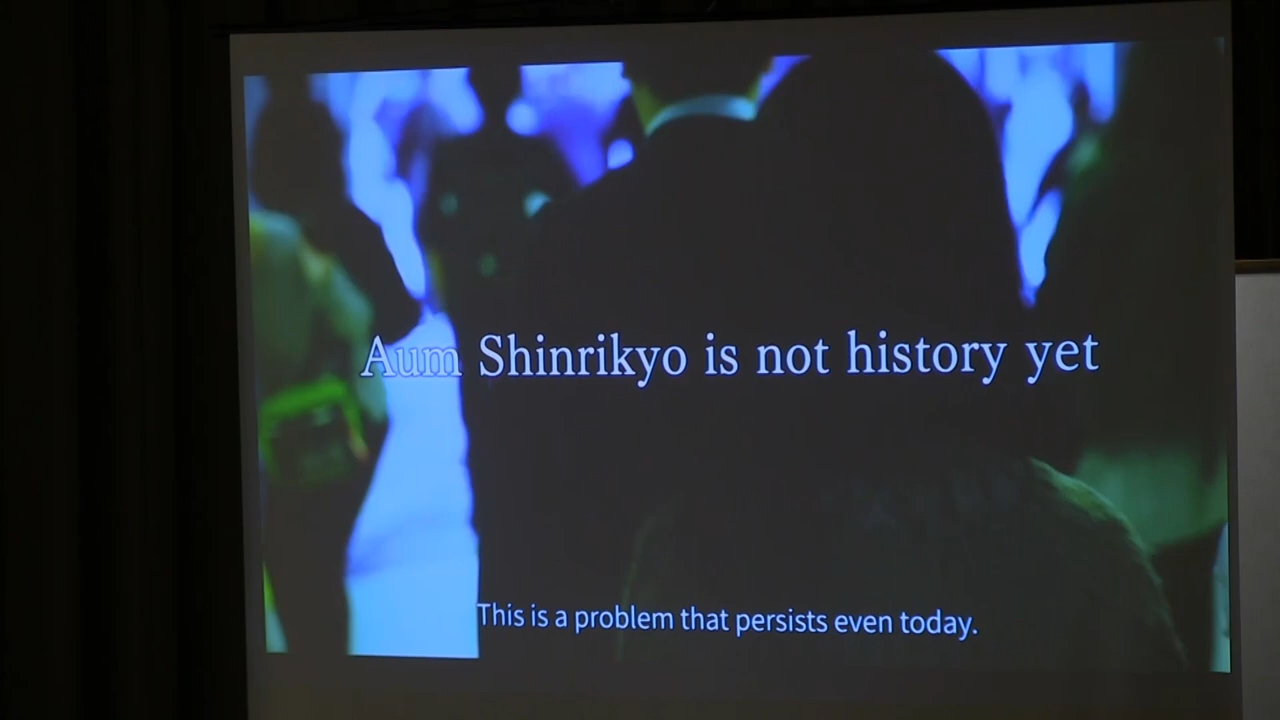 Aum Shinrikyo is not history yet
This is a problem that persists even today.